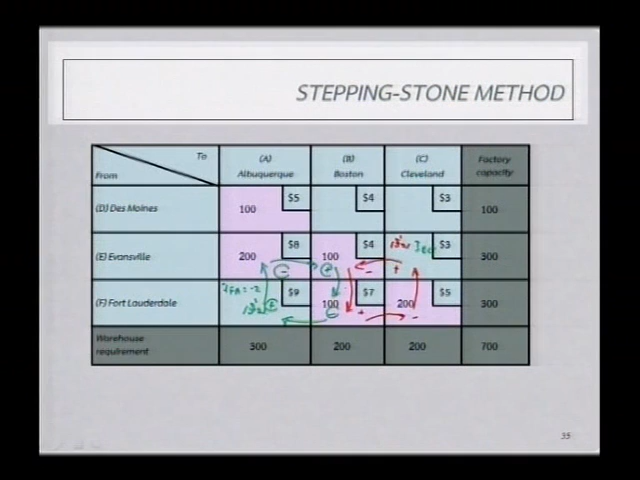 STEPPING-STONE METHOD
To
From
(A) Albuquerque
(B) Boston
(C) Cleveland
Factory capacity
(D) Des Moines
100
$5
$4
$3
100
(E) Evansville
200
$8
100
$4
$3
300
(F) Fort Lauderdale
$9
100
$7
200
$5
300
Warehouse requirement
300
200
200
700
35